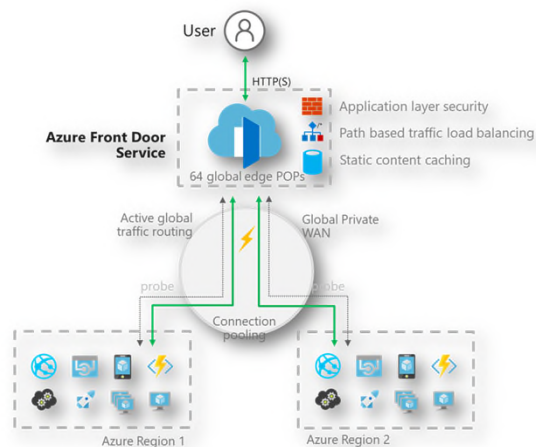 User
HTTP(S)
Azure Front Door
Service
64 global edge POPs
Application layer security
Path based traffic load balancing
Static content caching
Active global
traffic routing
Global Private
WAN
probe
probe
Connection
pooling
Azure Region 1
Azure Region 2